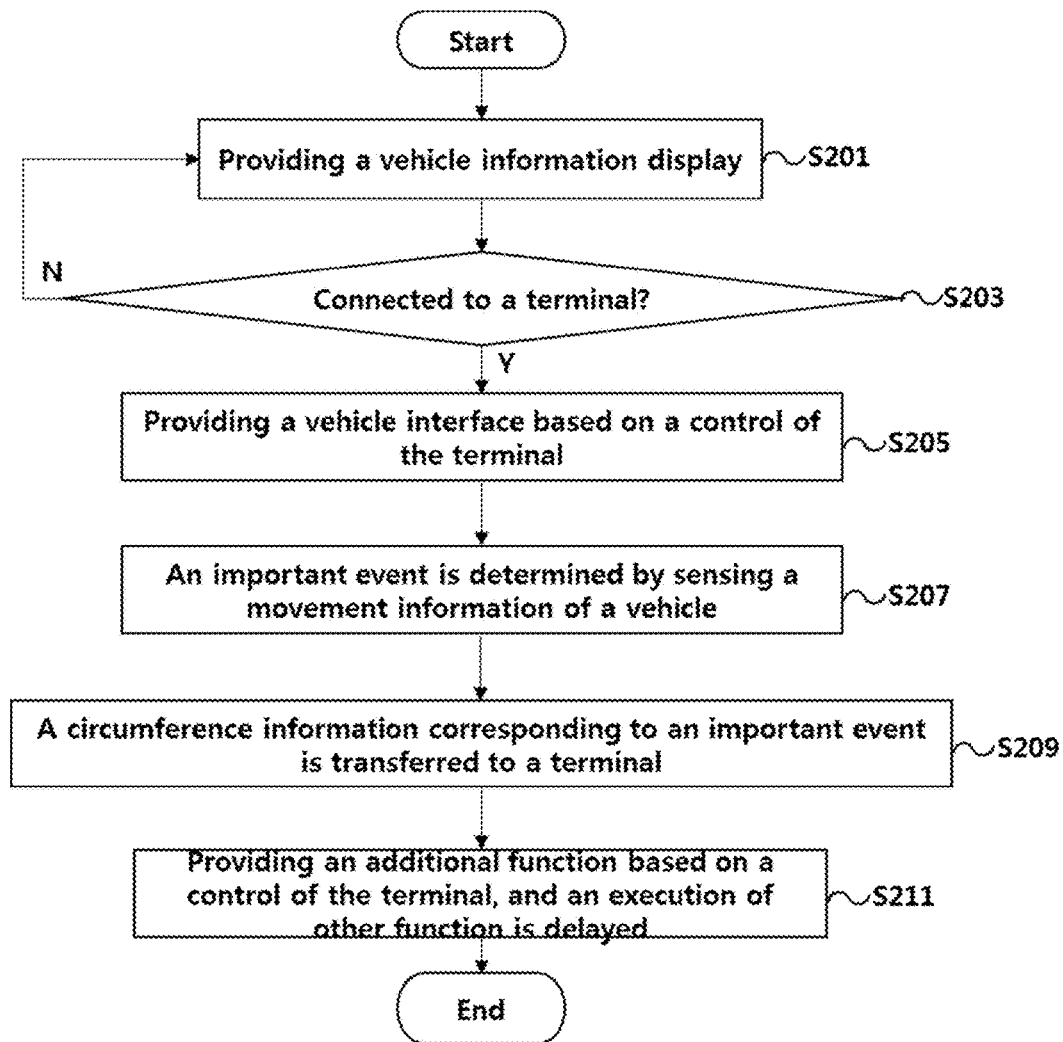 Start
Providing a vehicle information display
S201
N
Connected to a terminal?
S203
Y
Providing a vehicle interface based on a control of
the terminal
S205
An important event is determined by sensing a
movement information of a vehicle
S207
A circumference information corresponding to an important event
is transferred to a terminal
S209
Providing an additional function based on a
control of the terminal, and an execution of
other function is delayed
S211
End